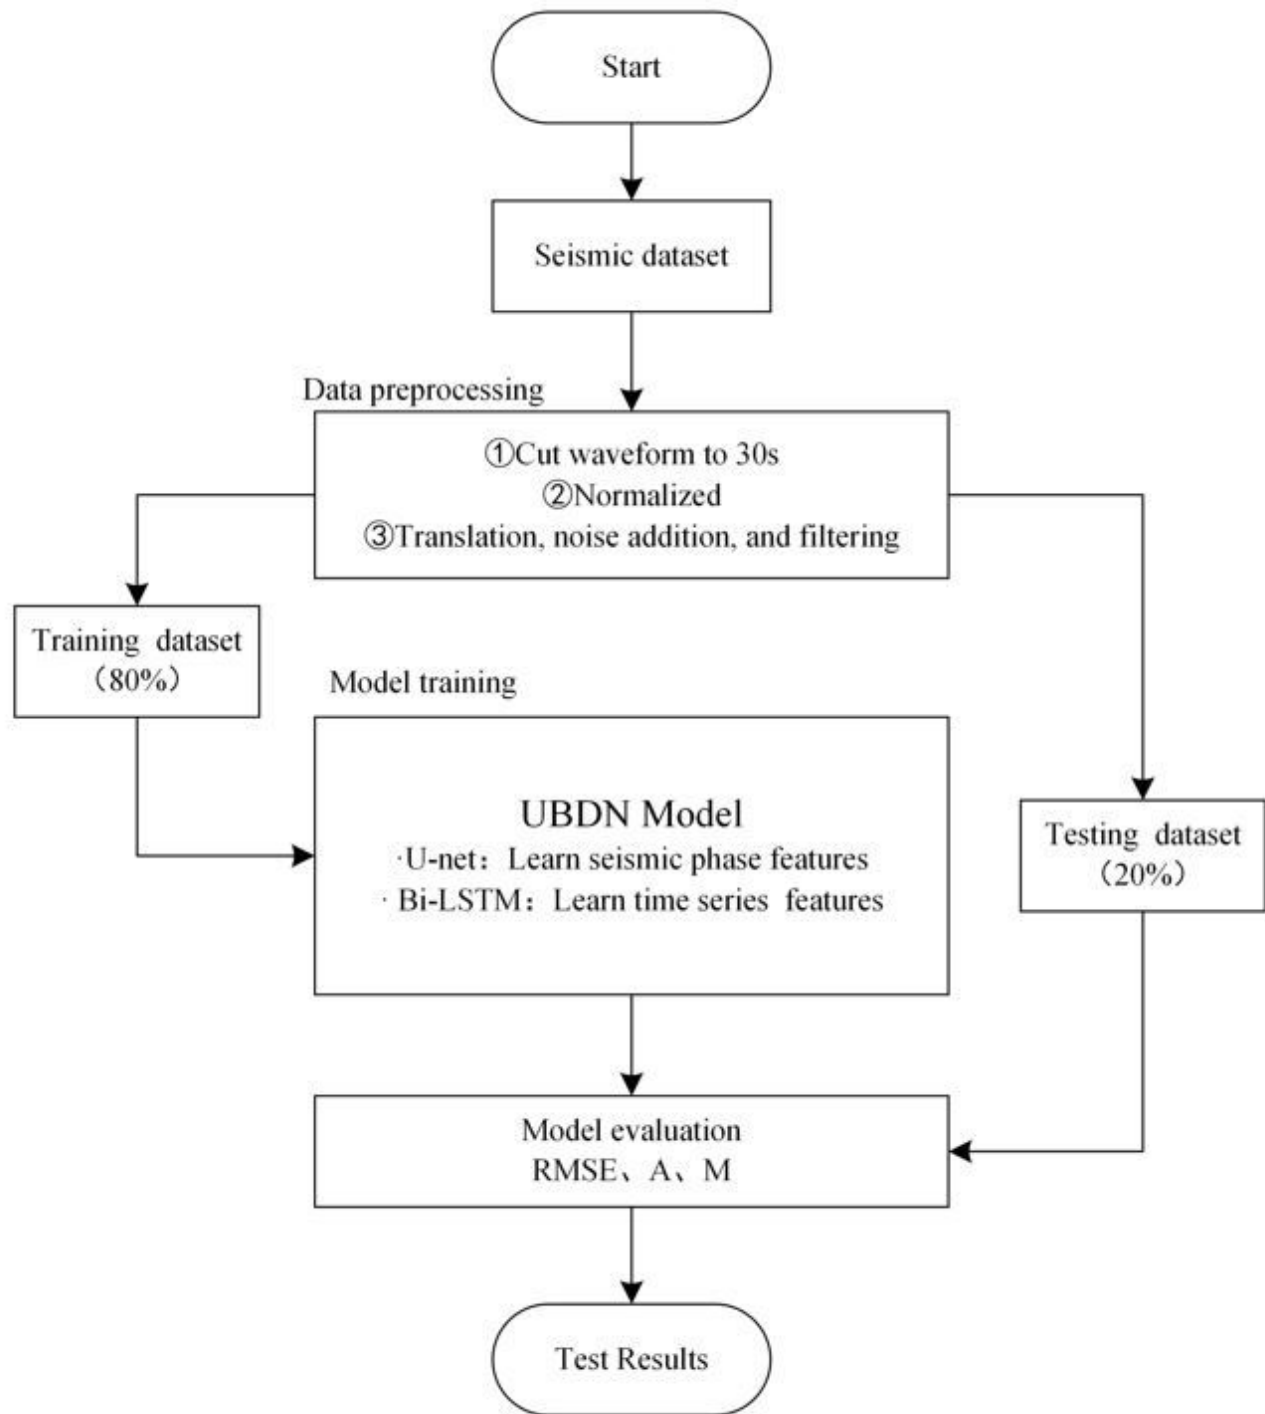 Start
Seismic dataset
Data preprocessing
①Cut waveform to 30s
②Normalized
③Translation, noise addition, and filtering
Training dataset
（80%）
Model training
UBDN Model
·U-net：Learn seismic phase features
· Bi-LSTM：Learn time series features
Testing dataset
（20%）
Model evaluation
RMSE、A、M
Test Results